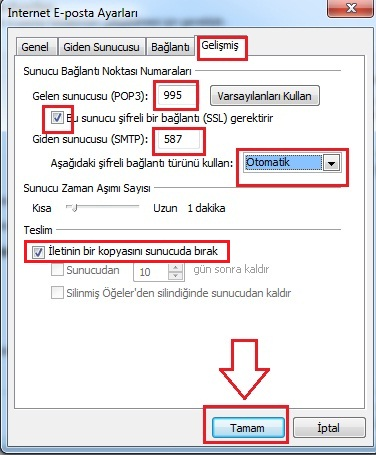 Internet E-posta Ayarları
Genel Giden Sunucusu Bağlantı Gelişmiş
Sunucu Bağlantı Noktası Numaraları
Gelen sunucusu (POP3): 995 Varsayılanları Kullan
Bu sunucu şifreli bir bağlantı (SSL) gerektirir
Giden sunucusu (SMTP): 587
Aşağıdaki şifreli bağlantı türünü kullan: Otomatik
Sunucu Zaman Aşımı Sayısı
Kısa Uzun 1 dakika
Teslim
İletinin bir kopyasını sunucuda bırak
Sunucudan 10 gün sonra kaldır
Silinmiş Öğeler'den silindiğinde sunucudan kaldır
Tamam İptal